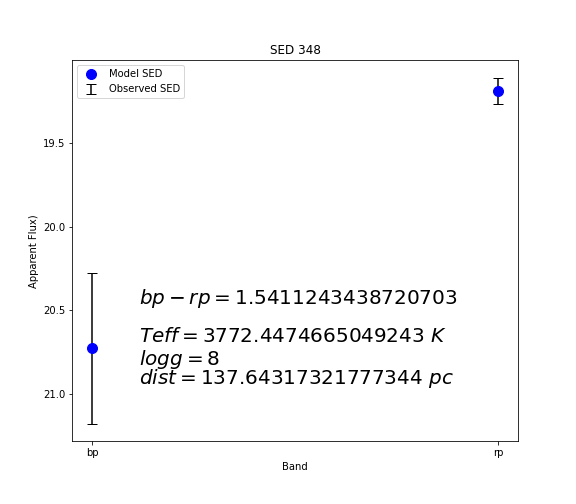 SED 348
Model SED
Observed SED
19.5
20.0
20.5
21.0
Apparent Flux)
bp − rp = 1.5411243438720703
Teff = 3772.4474665049243 K
logg = 8
dist = 137.64317321777344 pc
bp
rp
Band